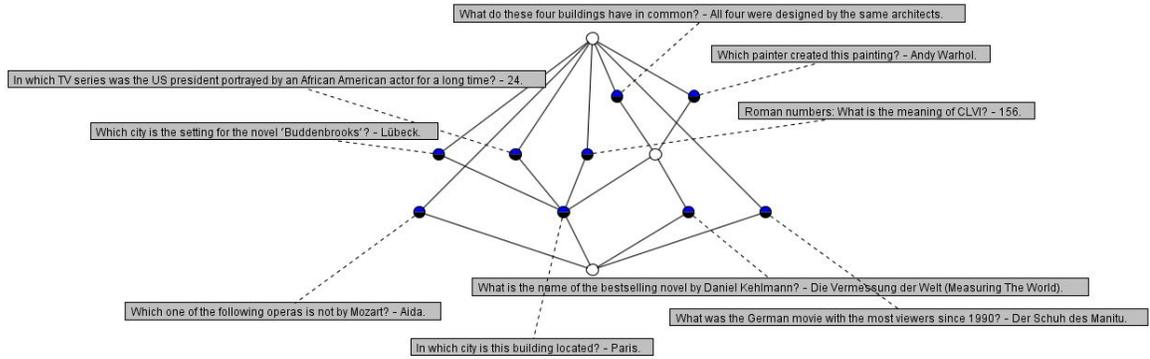 What do these four buildings have in common? - All four were designed by the same architects.
Which painter created this painting? - Andy Warhol.
In which TV series was the US president portrayed by an African American actor for a long time? - 24.
Roman numbers: What is the meaning of CLVI? - 156.
Which city is the setting for the novel 'Buddenbrooks'? - Lübeck.
What is the name of the bestselling novel by Daniel Kehlmann? - Die Vermessung der Welt (Measuring The World).
Which one of the following operas is not by Mozart? - Aida.
What was the German movie with the most viewers since 1990? - Der Schuh des Manitu.
In which city is this building located? - Paris.